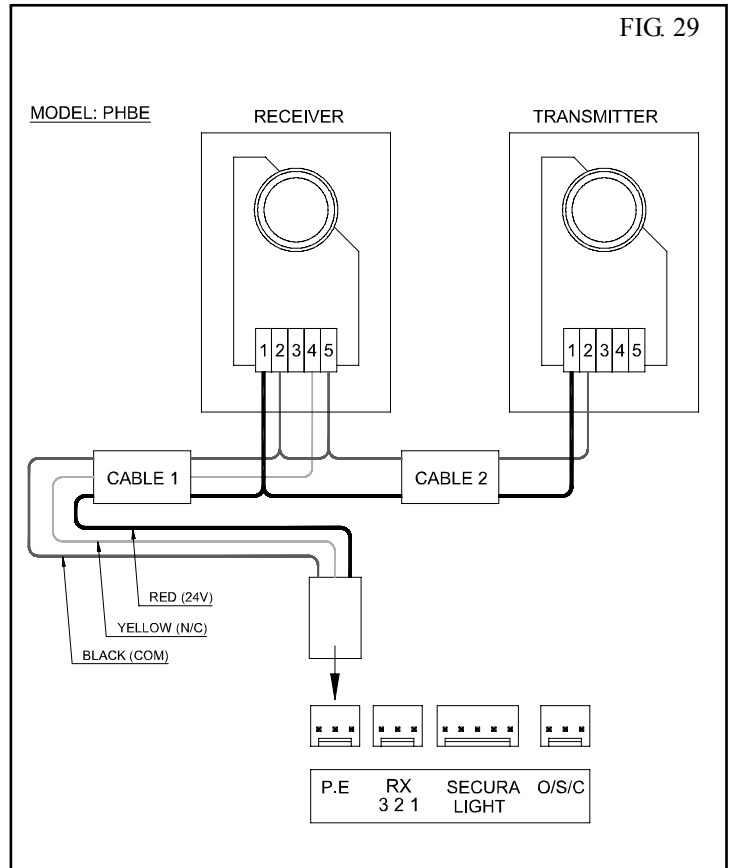 FIG. 29
MODEL: PHBE
RECEIVER
TRANSMITTER
1 2 3 4 5
1 2 3 4 5
CABLE 1
CABLE 2
RED (24V)
YELLOW (N/C)
BLACK (COM)
P.E RX SECURA O/S/C
3 2 1 LIGHT